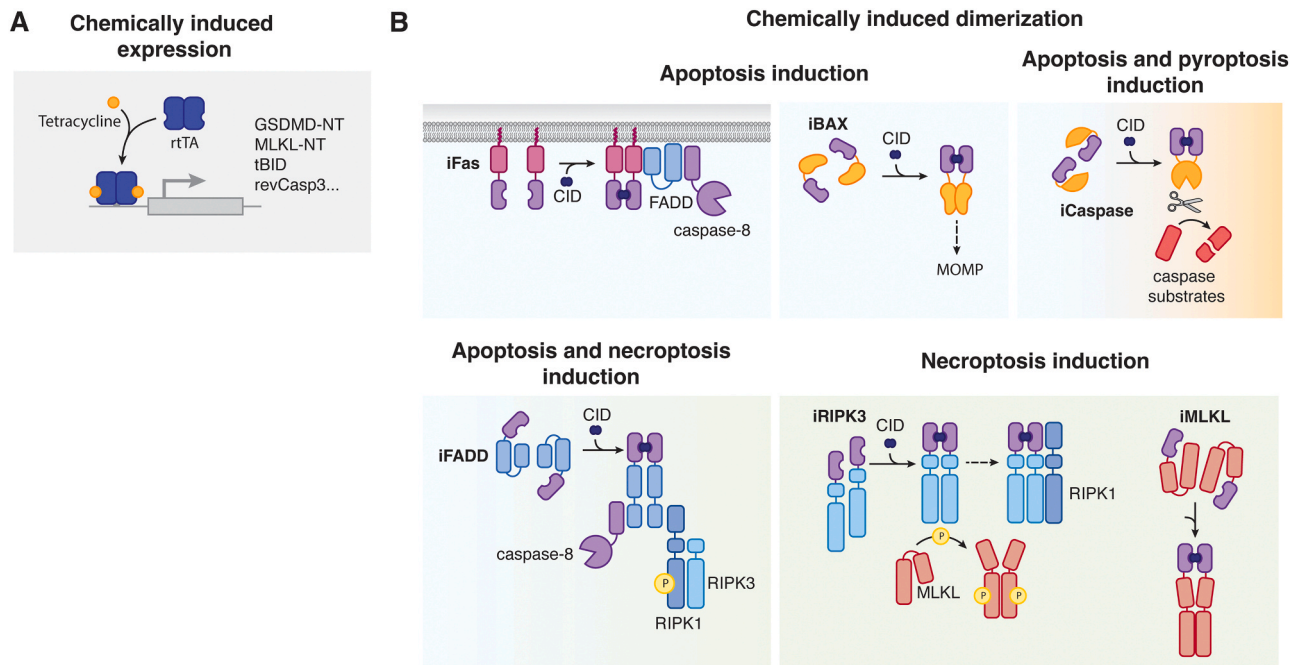 A
Chemically induced
expression
Tetracycline
rtTA
GSDMD-NT
MLKL-NT
tBID
revCasp3...
B
Chemically induced dimerization
Apoptosis induction
iFas
CID
FADD
caspase-8
iBAX
CID
MOMP
Apoptosis and pyroptosis
induction
CID
iCaspase
caspase
substrates
Apoptosis and necroptosis
induction
CID
iFADD
caspase-8
P
RIPK3
RIPK1
Necroptosis induction
iRIPK3
CID
RIPK1
P
MLKL
P
P
iMLKL